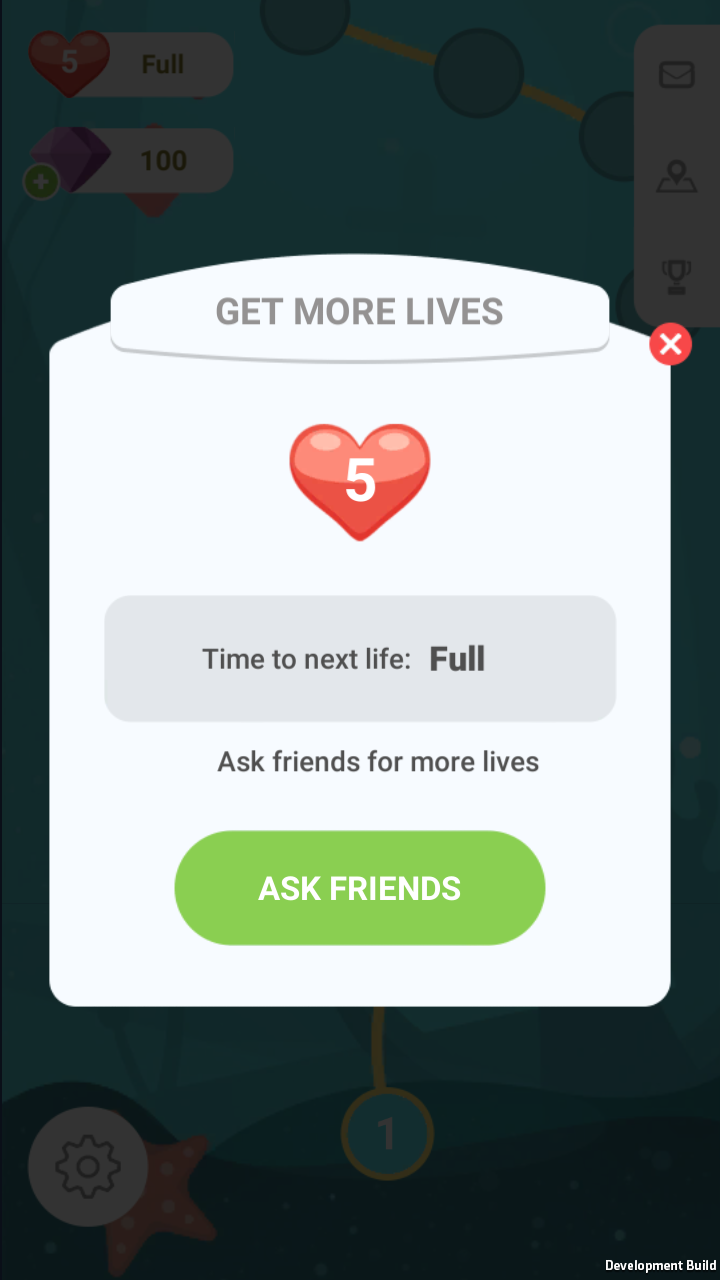 5 Full
100
GET MORE LIVES
5
Time to next life: Full
Ask friends for more lives
ASK FRIENDS
1
Development Build